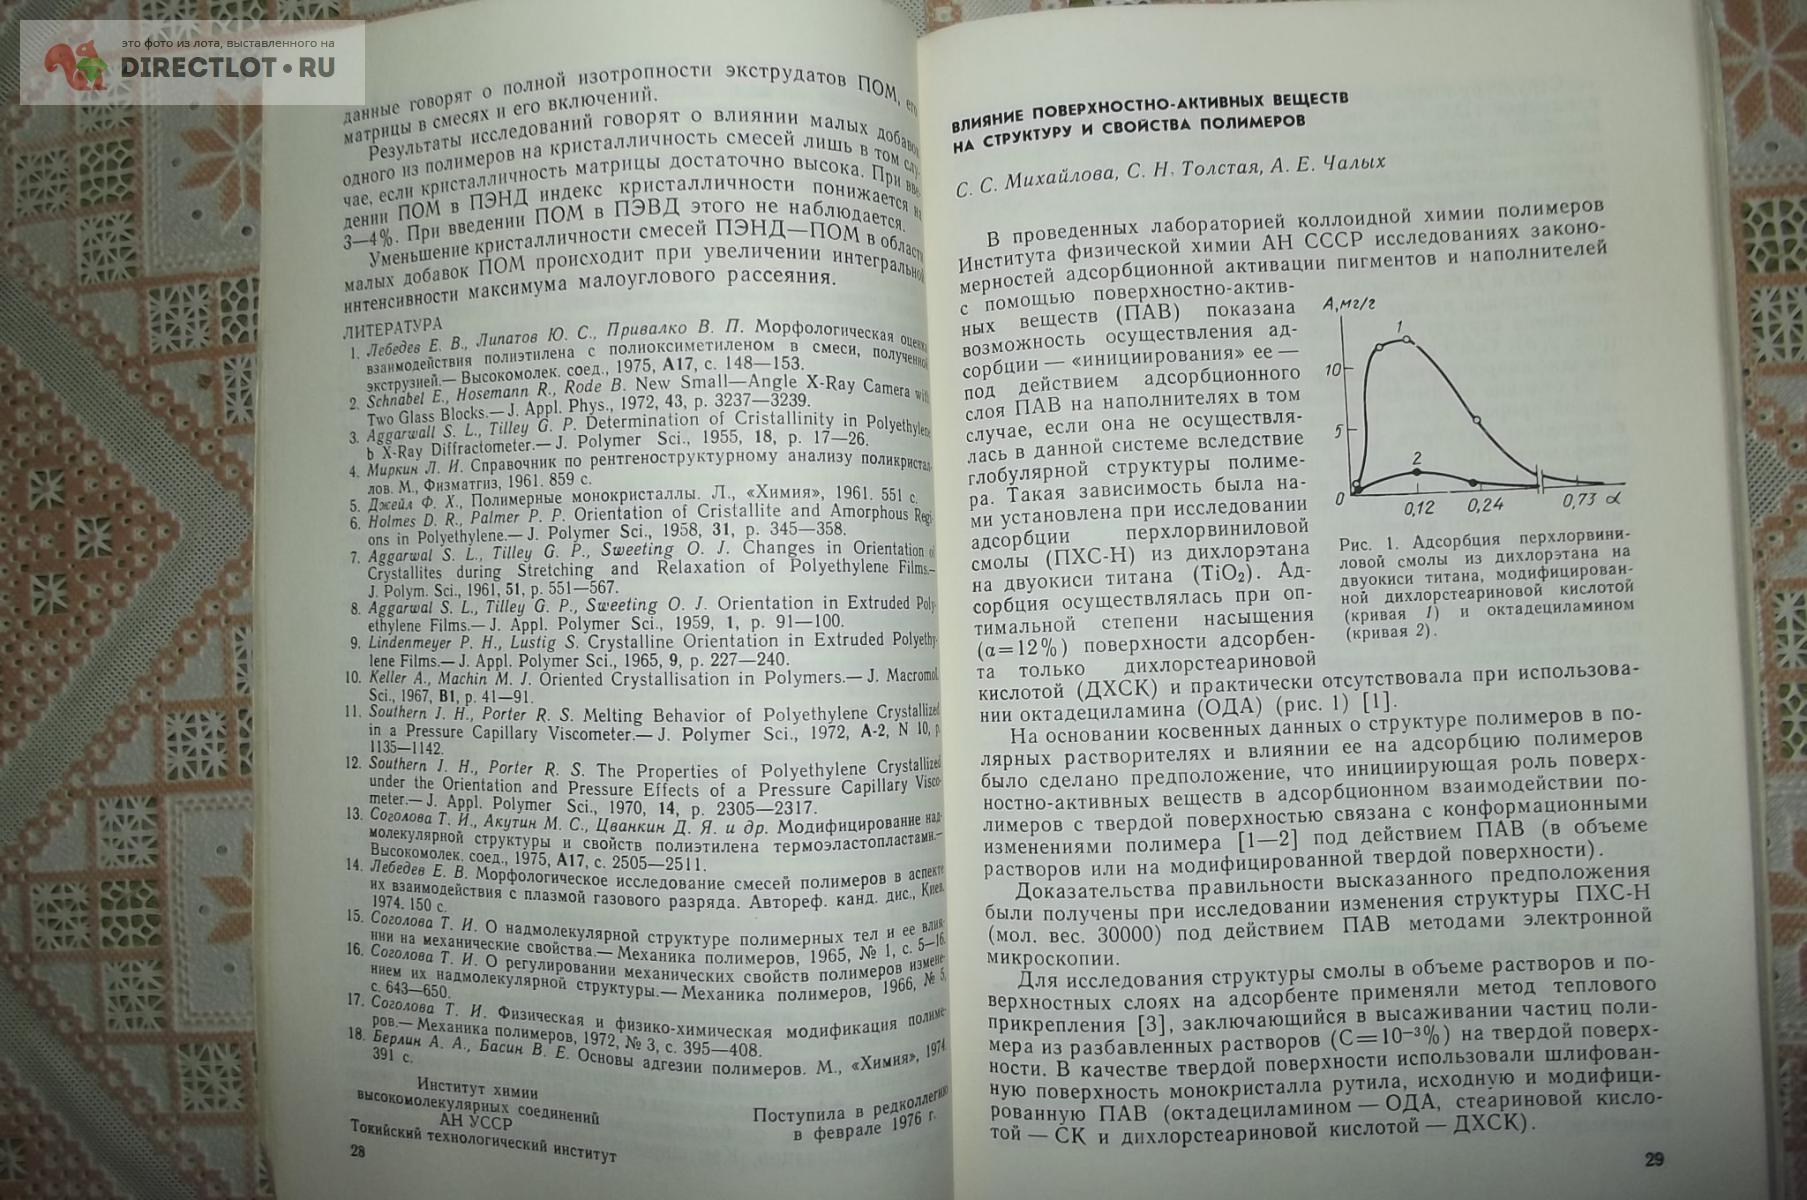 это фото из лота, выставленного на
DIRECTLOT•RU
данные говорят о полной изотропности экструдатов ПОМ, его
матрицы в смесях и его включений.
Результаты исследований говорят о влиянии малых добавок
одного из полимеров на кристалличность смесей лишь в том слу-
чае, если кристалличность матрицы достаточно высока. При вве-
дении ПОМ в ПЭНД индекс кристалличности понижается на
3—4%. При введении ПОМ в ПЭВД этого не наблюдается.
Уменьшение кристалличности смесей ПЭНД—ПОМ в области
малых добавок ПОМ происходит при увеличении интегральной
интенсивности максимума малоуглового рассеяния.
ЛИТЕРАТУРА
1. Лебедев Е. В., Липатов Ю. С., Привалко В. П. Морфологическая оценка
взаимодействия полиэтилена с полиоксиметиленом в смеси, полученной
экструзией.— Высокомолек. соед., 1975, А17, с. 148—153.
2. Schnabel E., Hosemann R., Rode B. New Small—Angle X-Ray Camera with
Two Glass Blocks.— J. Appl. Phys., 1972, 43, p. 3237—3239.
3. Aggarwall S. L., Tilley G. P. Determination of Cristallinity in Polyethylene
b X-Ray Diffractometer.— J. Polymer Sci., 1955, 18, p. 17—26.
4. Миркин Л. И. Справочник по рентгеноструктурному анализу поликристал-
лов. М., Физматгиз, 1961. 859 с.
5. Джейл Ф. Х., Полимерные монокристаллы. Л., «Химия», 1961. 551 с.
6. Holmes D. R., Palmer P. P. Orientation of Cristallite and Amorphous Regi-
ons in Polyethylene.— J. Polymer Sci., 1958, 31, p. 345—358.
7. Aggarwal S. L., Tilley G. P., Sweeting O. J. Changes in Orientation of
Crystallites during Stretching and Relaxation of Polyethylene Films.—
J. Polym. Sci., 1961, 51, p. 551—567.
8. Aggarwal S. L., Tilley G. P., Sweeting O. J. Orientation in Extruded Poly-
ethylene Films.— J. Appl. Polymer Sci., 1959, 1, p. 91—100.
9. Lindenmeyer P. H., Lustig S. Crystalline Orientation in Extruded Polyethy-
lene Films.— J. Appl. Polymer Sci., 1965, 9, p. 227—240.
10. Keller A., Machin M. J. Oriented Crystallisation in Polymers.— J. Macromol.
Sci., 1967, B1, p. 41—91.
11. Southern J. H., Porter R. S. Melting Behavior of Polyethylene Crystallized
in a Pressure Capillary Viscometer.— J. Polymer Sci., 1972, A-2, N 10, p.
1135—1142.
12. Southern J. H., Porter R. S. The Properties of Polyethylene Crystallized
under the Orientation and Pressure Effects of a Pressure Capillary Visco-
meter.— J. Appl. Polymer Sci., 1970, 14, p. 2305—2317.
13. Соголова Т. И., Акутин М. С., Цванкин Д. Я. и др. Модифицирование над-
молекулярной структуры и свойств полиэтилена термоэластопластами.—
Высокомолек. соед., 1975, А17, с. 2505—2511.
14. Лебедев Е. В. Морфологическое исследование смесей полимеров в аспекте
их взаимодействия с плазмой газового разряда. Автореф. канд. дис., Киев,
1974. 150 с.
15. Соголова Т. И. О надмолекулярной структуре полимерных тел и ее влия-
нии на механические свойства.— Механика полимеров, 1965, № 1, с. 5—16.
16. Соголова Т. И. О регулировании механических свойств полимеров измене-
нием их надмолекулярной структуры.— Механика полимеров, 1966, № 5,
с. 643—650.
17. Соголова Т. И. Физическая и физико-химическая модификация полиме-
ров.— Механика полимеров, 1972, № 3, с. 395—408.
18. Берлин А. А., Басин В. Е. Основы адгезии полимеров. М., «Химия», 1974.
391 с.
Институт химии
высокомолекулярных соединений
АН УССР
Токийский технологический институт
Поступила в редколлегию
в феврале 1976 г.
28
ВЛИЯНИЕ ПОВЕРХНОСТНО-АКТИВНЫХ ВЕЩЕСТВ
НА СТРУКТУРУ И СВОЙСТВА ПОЛИМЕРОВ
С. С. Михайлова, С. Н. Толстая, А. Е. Чалых
В проведенных лабораторией коллоидной химии полимеров
Института физической химии АН СССР исследованиях законо-
мерностей адсорбционной активации пигментов и наполнителей
с помощью поверхностно-актив-
ных веществ (ПАВ) показана
возможность осуществления ад-
сорбции — «инициирования» ее —
под действием адсорбционного
слоя ПАВ на наполнителях в том
случае, если она не осуществля-
лась в данной системе вследствие
глобулярной структуры полиме-
ра. Такая зависимость была на-
ми установлена при исследовании
адсорбции перхлорвиниловой
смолы (ПХС-Н) из дихлорэтана
на двуокиси титана (TiO₂). Ад-
сорбция осуществлялась при оп-
тимальной степени насыщения
(α=12%) поверхности адсорбен-
та только дихлорстеариновой
кислотой (ДХСК) и практически отсутствовала при использова-
нии октадециламина (ОДА) (рис. 1) [1].
А,мг/г
1
10
5
2
0
0,12 0,24 0,73 α
Рис. 1. Адсорбция перхлорвини-
ловой смолы из дихлорэтана на
двуокиси титана, модифицирован-
ной дихлорстеариновой кислотой
(кривая 1) и октадециламином
(кривая 2).
На основании косвенных данных о структуре полимеров в по-
лярных растворителях и влиянии ее на адсорбцию полимеров
было сделано предположение, что инициирующая роль поверх-
ностно-активных веществ в адсорбционном взаимодействии по-
лимеров с твердой поверхностью связана с конформационными
изменениями полимера [1—2] под действием ПАВ (в объеме
растворов или на модифицированной твердой поверхности).
Доказательства правильности высказанного предположения
были получены при исследовании изменения структуры ПХС-Н
(мол. вес. 30000) под действием ПАВ методами электронной
микроскопии.
Для исследования структуры смолы в объеме растворов и по-
верхностных слоях на адсорбенте применяли метод теплового
прикрепления [3], заключающийся в высаживании частиц поли-
мера из разбавленных растворов (С=10⁻³%) на твердой поверх-
ности. В качестве твердой поверхности использовали шлифован-
ную поверхность монокристалла рутила, исходную и модифици-
рованную ПАВ (октадециламином — ОДА, стеариновой кисло-
той — СК и дихлорстеариновой кислотой — ДХСК).
29